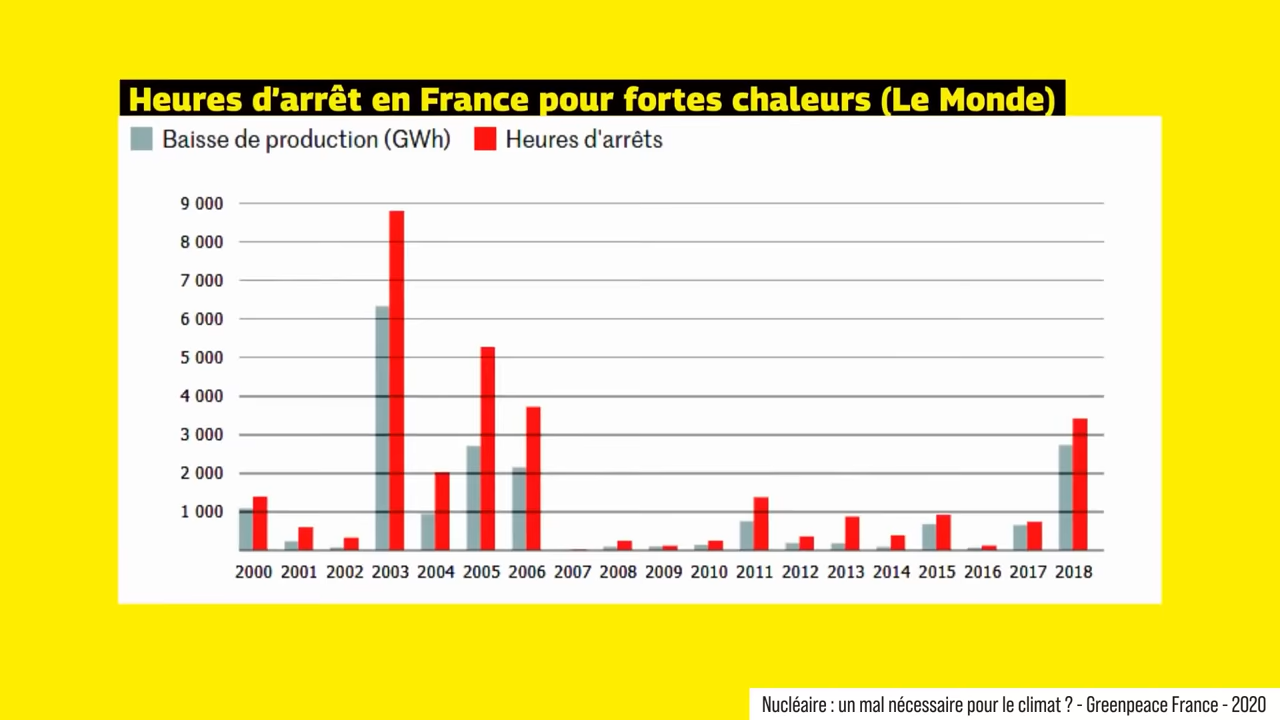 Heures d'arrêt en France pour fortes chaleurs (Le Monde)
Baisse de production (GWh) Heures d'arrêts
9 000
8 000
7 000
6 000
5 000
4 000
3 000
2 000
1 000
2000 2001 2002 2003 2004 2005 2006 2007 2008 2009 2010 2011 2012 2013 2014 2015 2016 2017 2018
Nucléaire : un mal nécessaire pour le climat ? - Greenpeace France - 2020